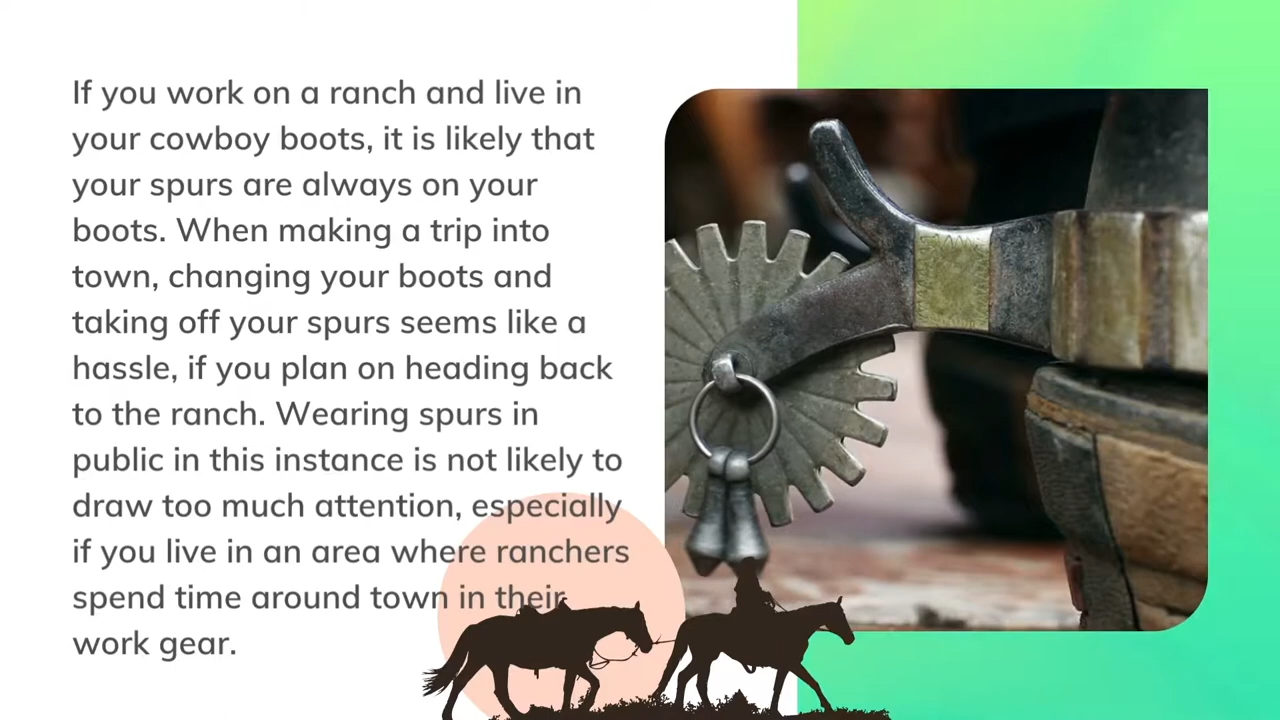 If you work on a ranch and live in
your cowboy boots, it is likely that
your spurs are always on your
boots. When making a trip into
town, changing your boots and
taking off your spurs seems like a
hassle, if you plan on heading back
to the ranch. Wearing spurs in
public in this instance is not likely to
draw too much attention, especially
if you live in an area where ranchers
spend time around town in their
work gear.